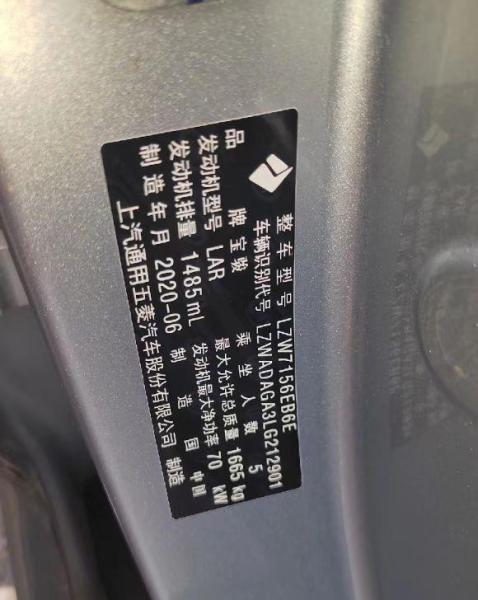 整车型号 LZW7156EB6E
车辆识别代号 LZWADAGA3LG212901
品牌 宝骏 乘坐人数 5
发动机型号 LAR 最大允许总质量 1665 kg
发动机排量 1485 mL 发动机最大净功率 70 kW
制造年月 2020-06 制造国 中国
上汽通用五菱汽车股份有限公司 制造